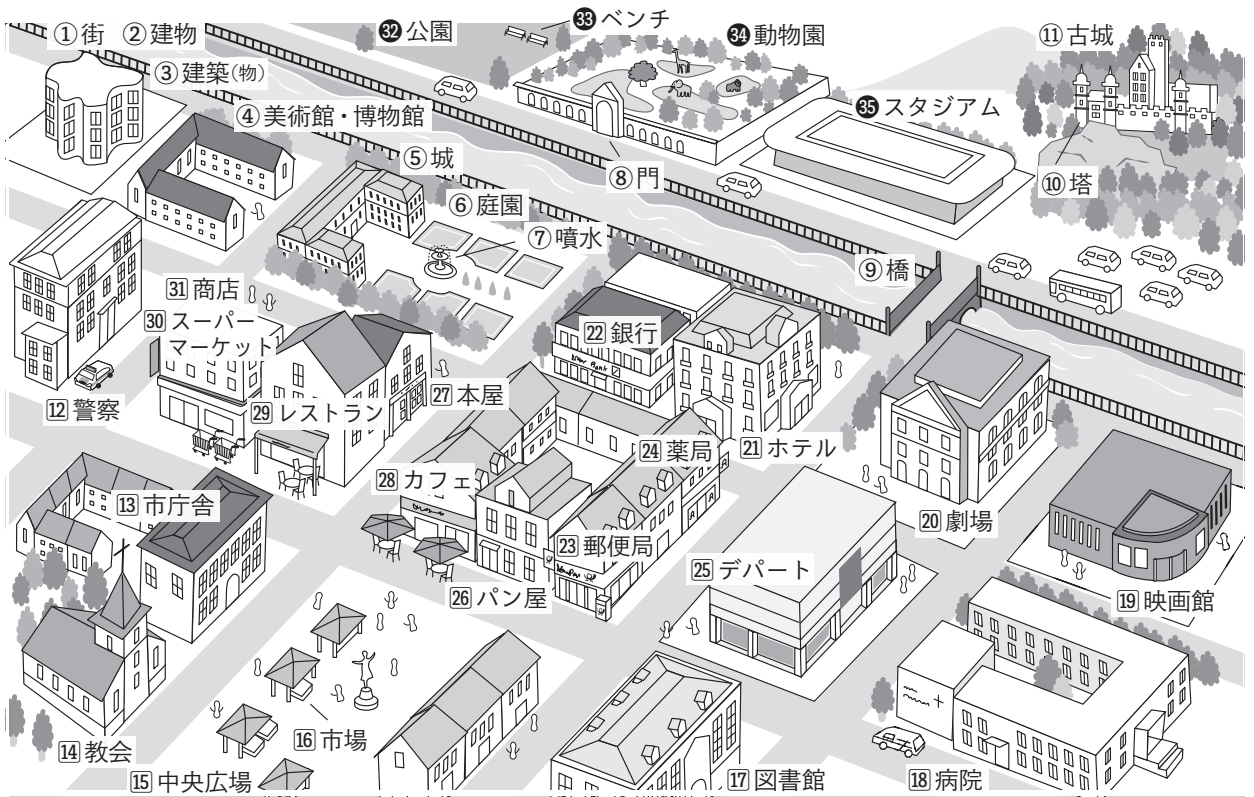 ①街 ②建物
③建築(物)
④美術館・博物館
⑤城
⑥庭園
⑦噴水
⑧門
⑨橋
⑩塔
⑪古城
⑫警察
⑬市庁舎
⑭教会
⑮中央広場
⑯市場
⑰図書館
⑱病院
⑲映画館
⑳劇場
㉑ホテル
㉒銀行
㉓郵便局
㉔薬局
㉕デパート
㉖パン屋
㉗本屋
㉘カフェ
㉙レストラン
㉚スーパー
マーケット
㉛商店
㉜公園
㉝ベンチ
㉞動物園
㉟スタジアム